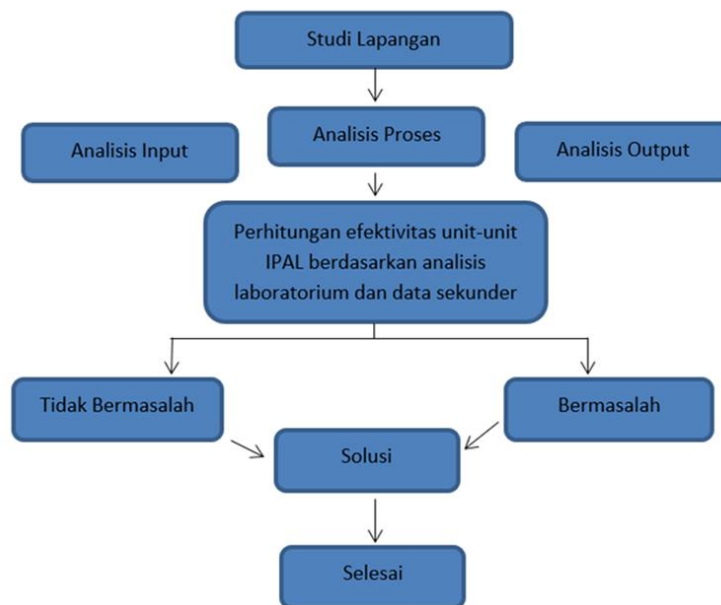 Studi Lapangan
Analisis Input
Analisis Proses
Analisis Output
Perhitungan efektivitas unit-unit
IPAL berdasarkan analisis
laboratorium dan data sekunder
Tidak Bermasalah
Bermasalah
Solusi
Selesai